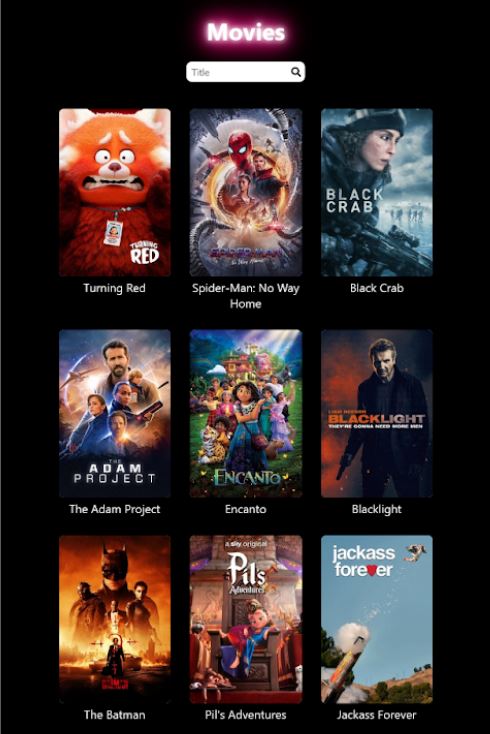 Movies
Title
TURNING
RED
BLACK
CRAB
SPIDER-MAN
No Way Home
Turning Red
Spider-Man: No Way
Home
Black Crab
THE
ADAM
PROJECT
ENCANTO
LIAM NEESON
BLACKLIGHT
THEY'RE GONNA NEED MORE MEN
The Adam Project
Encanto
Blacklight
a sky original
Pil's
Adventures
jackass
forever
THE
BATMAN
The Batman
Pil's Adventures
Jackass Forever